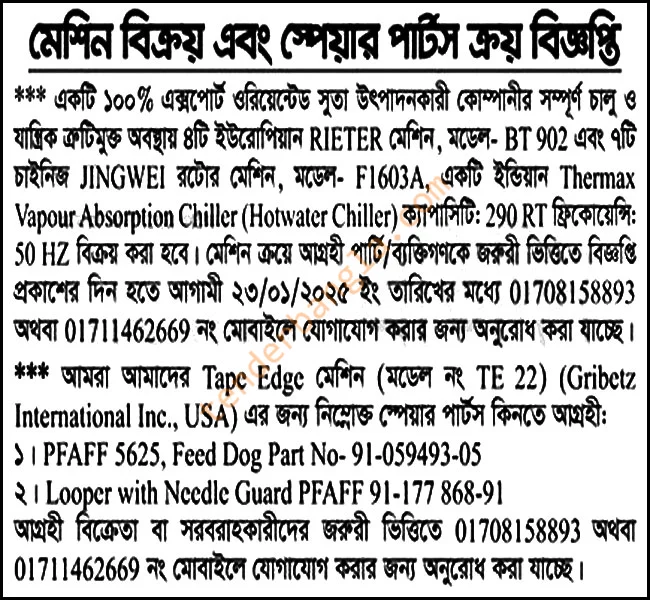 মেশিন বিক্রয় এবং স্পেয়ার পার্টস ক্রয় বিজ্ঞপ্তি
*** একটি ১০০% এক্সপোর্ট ওরিয়েন্টেড সুতা উৎপাদনকারী কোম্পানীর সম্পূর্ণ চালু ও
যান্ত্রিক ত্রুটিমুক্ত অবস্থায় ৪টি ইউরোপিয়ান RIETER মেশিন, মডেল- BT 902 এবং ৭টি
চাইনিজ JINGWEI রটোর মেশিন, মডেল- F1603A, একটি ইন্ডিয়ান Thermax
Vapour Absorption Chiller (Hotwater Chiller) ক্যাপাসিটি: 290 RT ফ্রিকোয়েন্সি:
50 HZ বিক্রয় করা হবে। মেশিন ক্রয়ে আগ্রহী পার্টি/ব্যক্তিগণকে জরুরী ভিত্তিতে বিজ্ঞপ্তি
প্রকাশের দিন হতে আগামী ২৩/০১/২০২৫ ইং তারিখের মধ্যে 01708158893
অথবা 01711462669 নং মোবাইলে যোগাযোগ করার জন্য অনুরোধ করা যাচ্ছে।
*** আমরা আমাদের Tape Edge মেশিন (মডেল নং TE 22) (Gribetz
International Inc., USA) এর জন্য নিম্নোক্ত স্পেয়ার পার্টস কিনতে আগ্রহী:
১। PFAFF 5625, Feed Dog Part No- 91-059493-05
২। Looper with Needle Guard PFAFF 91-177 868-91
আগ্রহী বিক্রেতা বা সরবরাহকারীদের জরুরী ভিত্তিতে 01708158893 অথবা
01711462669 নং মোবাইলে যোগাযোগ করার জন্য অনুরোধ করা যাচ্ছে।